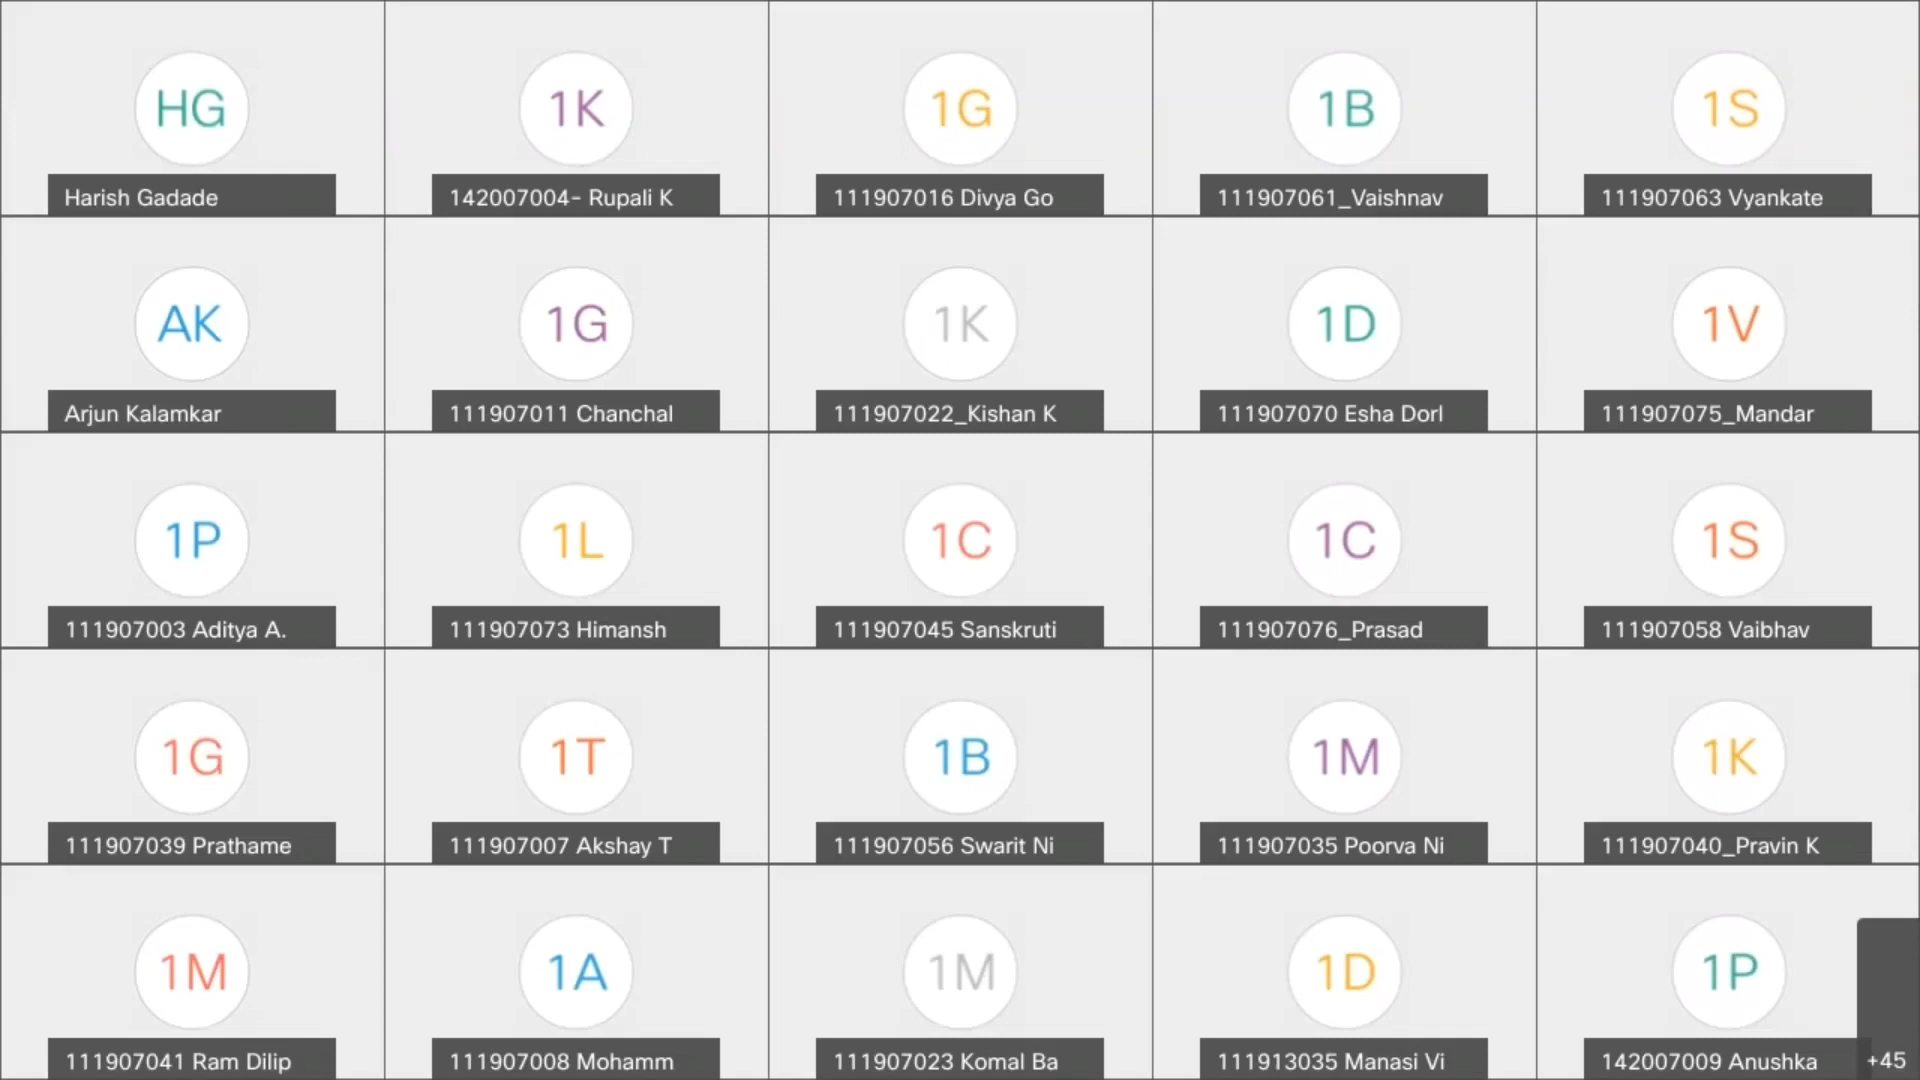 HG
Harish Gadade
1K
142007004- Rupali K
1G
111907016 Divya Go
1B
111907061_Vaishnav
1S
111907063 Vyankate
AK
Arjun Kalamkar
1G
111907011 Chanchal
1K
111907022_Kishan K
1D
111907070 Esha Dorl
1V
111907075_Mandar
1P
111907003 Aditya A.
1L
111907073 Himansh
1C
111907045 Sanskruti
1C
111907076_Prasad
1S
111907058 Vaibhav
1G
111907039 Prathame
1T
111907007 Akshay T
1B
111907056 Swarit Ni
1M
111907035 Poorva Ni
1K
111907040_Pravin K
1M
111907041 Ram Dilip
1A
111907008 Mohamm
1M
111907023 Komal Ba
1D
111913035 Manasi Vi
1P
142007009 Anushka
+45